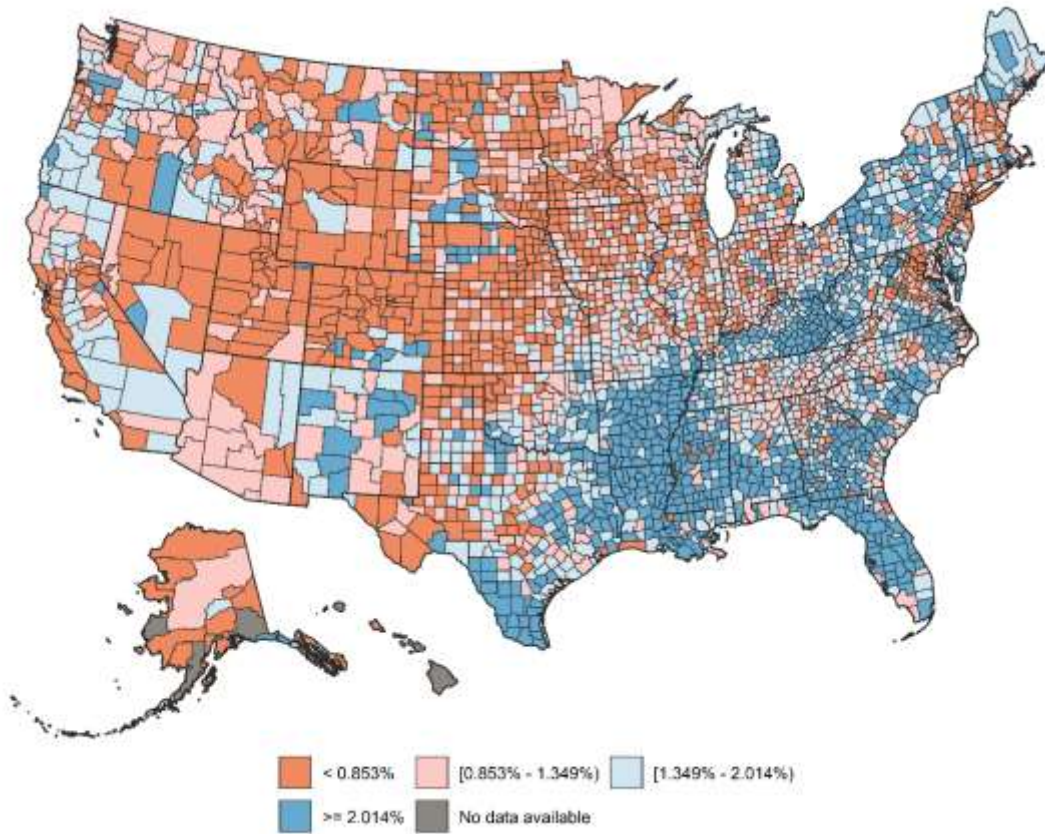 < 0.853% [0.853% - 1.349%) [1.349% - 2.014%)
>= 2.014% No data available